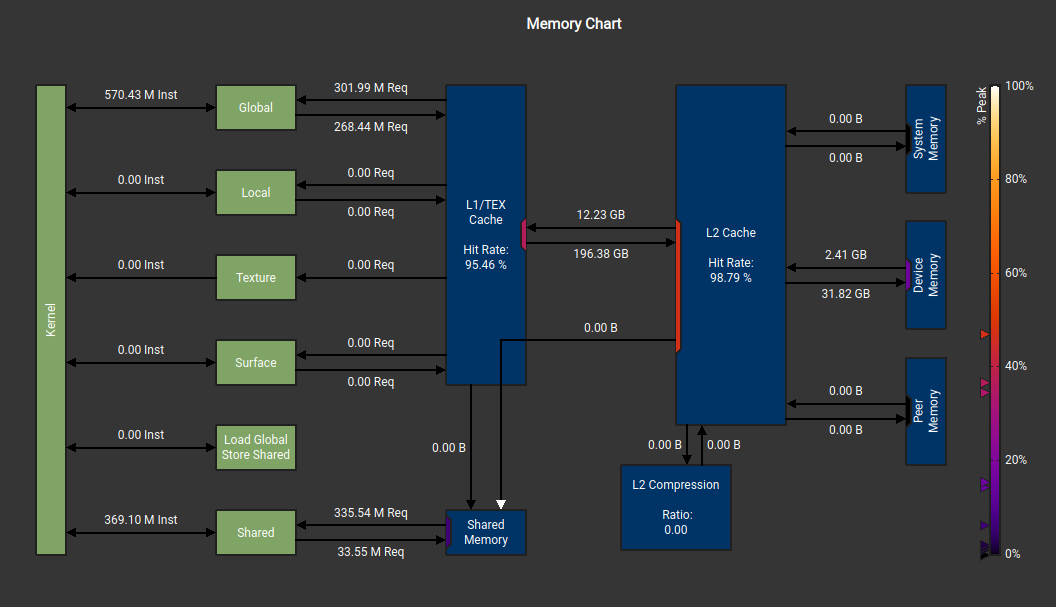 Memory Chart
Kernel
570.43 M Inst
Global
301.99 M Req
268.44 M Req
0.00 Inst
Local
0.00 Req
0.00 Req
0.00 Inst
Texture
0.00 Req
0.00 Inst
Surface
0.00 Req
0.00 Req
0.00 Inst
Load Global
Store Shared
369.10 M Inst
Shared
335.54 M Req
33.55 M Req
L1/TEX
Cache
Hit Rate:
95.46 %
0.00 B
Shared
Memory
12.23 GB
196.38 GB
0.00 B
L2 Cache
Hit Rate:
98.79 %
0.00 B
0.00 B
L2 Compression
Ratio:
0.00
0.00 B
0.00 B
System
Memory
2.41 GB
31.82 GB
Device
Memory
0.00 B
0.00 B
Peer
Memory
% Peak
100%
80%
60%
40%
20%
0%